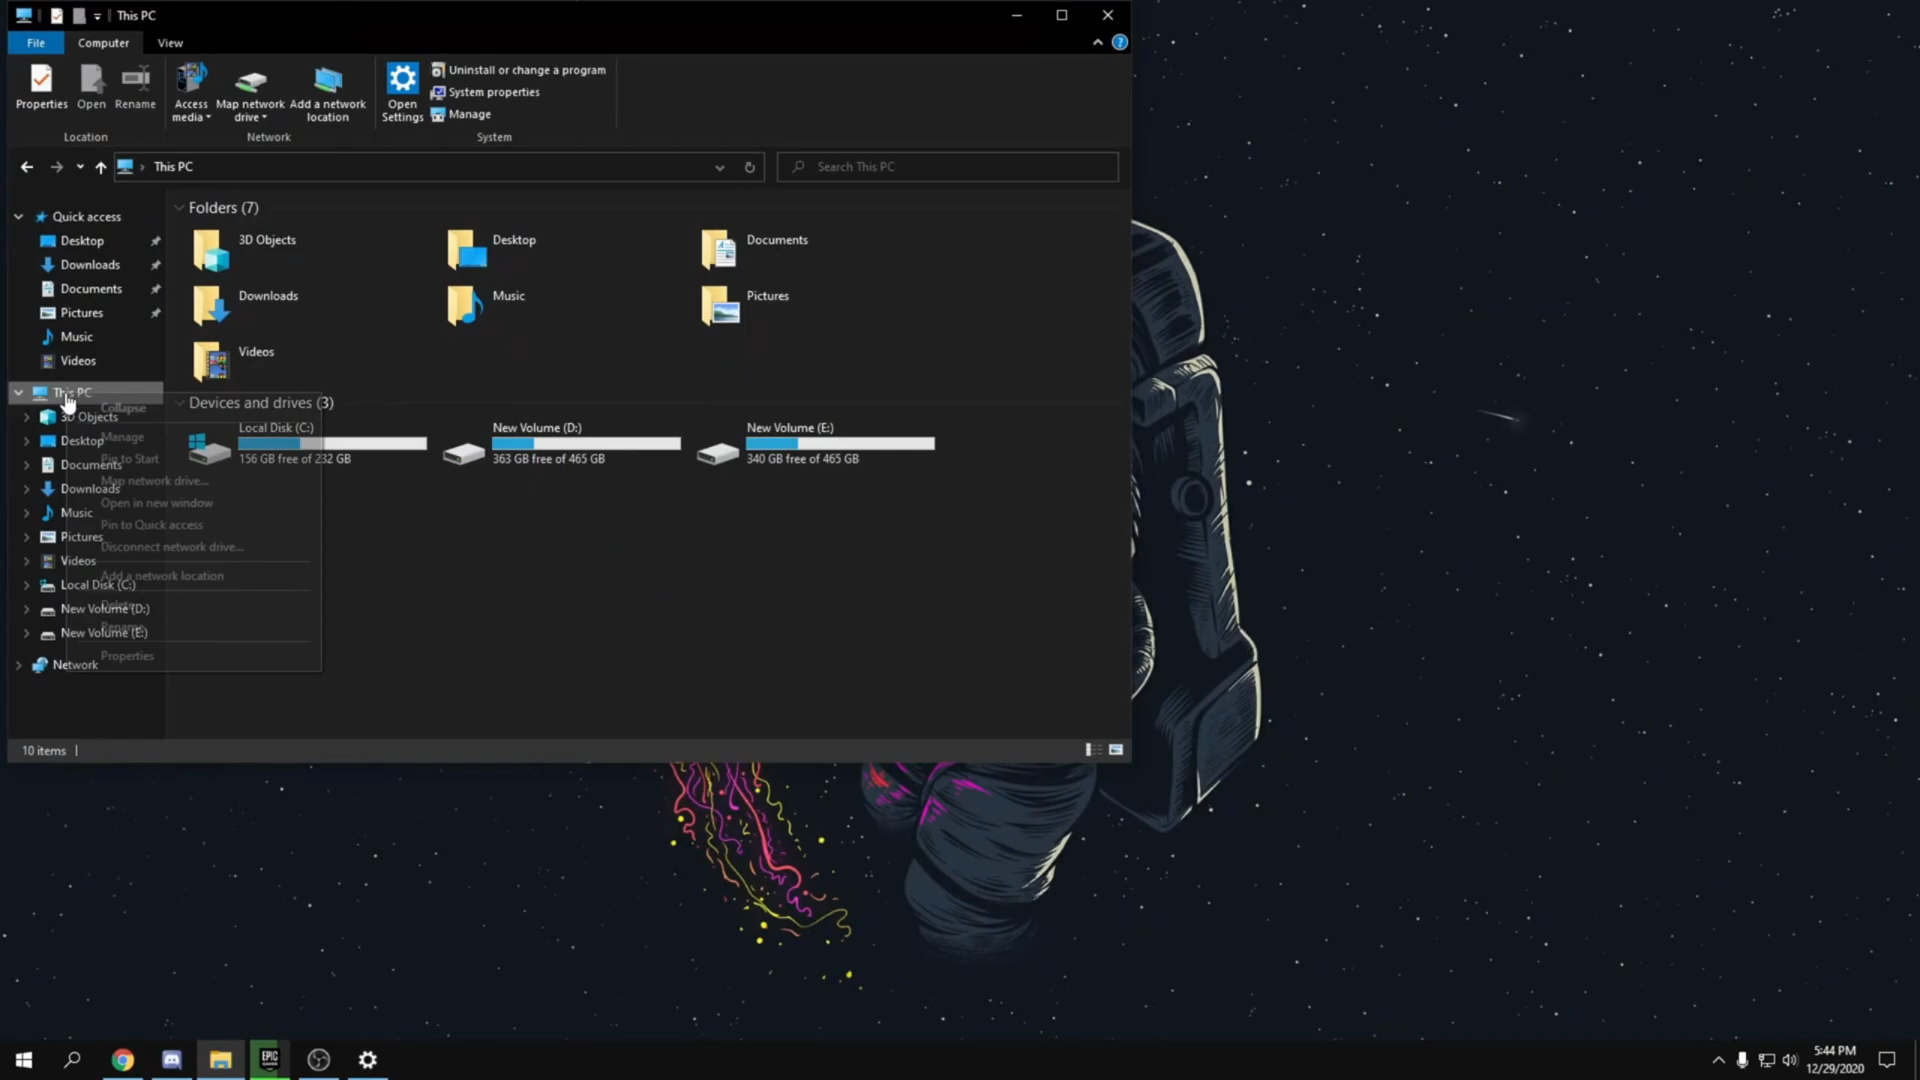 This PC
File
Computer
View
Properties
Open
Rename
Access media
Map network drive
Add a network location
Open Settings
Uninstall or change a program
System properties
Manage
Location
Network
System
This PC
Search This PC
Quick access
Desktop
Downloads
Documents
Pictures
Music
Videos
This PC
3D Objects
Desktop
Documents
Downloads
Music
Pictures
Videos
Local Disk (C:)
New Volume (D:)
New Volume (E:)
Network
Collapse
Manage
Pin to Start
Map network drive...
Open in new window
Pin to Quick access
Disconnect network drive...
Add a network location
Delete
Rename
Properties
Folders (7)
3D Objects
Desktop
Documents
Downloads
Music
Pictures
Videos
Devices and drives (3)
Local Disk (C:)
156 GB free of 232 GB
New Volume (D:)
363 GB free of 465 GB
New Volume (E:)
340 GB free of 465 GB
10 items
EPIC
GAMES
5:44 PM
12/29/2020